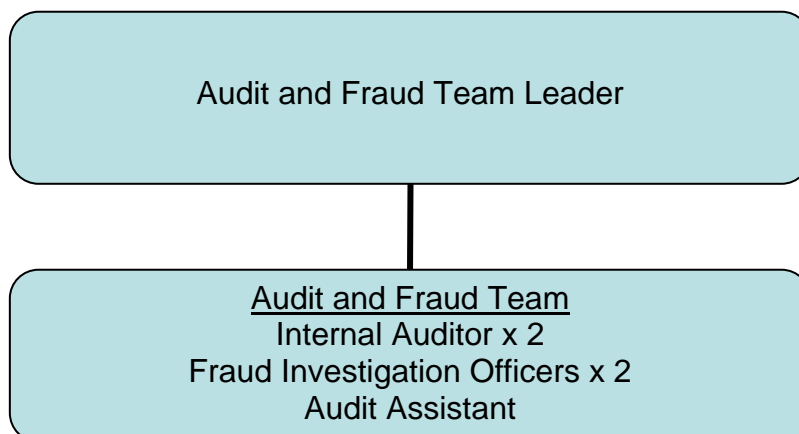 Audit and Fraud Team Leader
Audit and Fraud Team
Internal Auditor x 2
Fraud Investigation Officers x 2
Audit Assistant